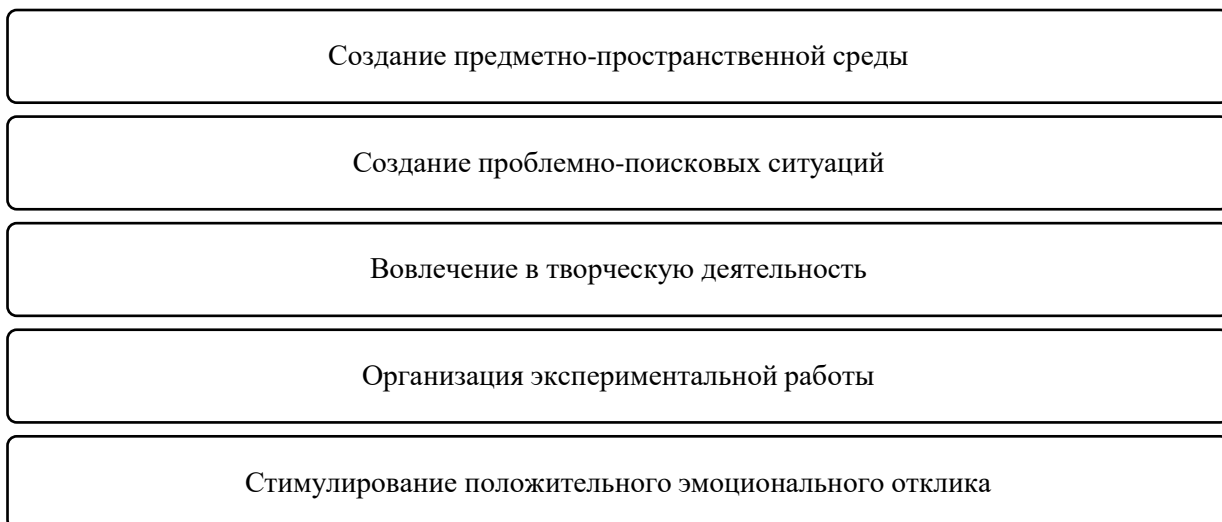 Создание предметно-пространственной среды
Создание проблемно-поисковых ситуаций
Вовлечение в творческую деятельность
Организация экспериментальной работы
Стимулирование положительного эмоционального отклика